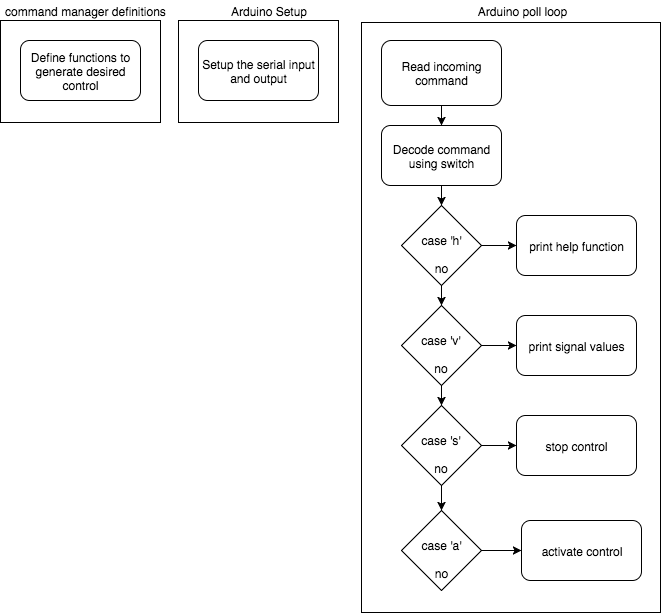 command manager definitions
Define functions to
generate desired
control
Arduino Setup
Setup the serial input
and output
Arduino poll loop
Read incoming
command
Decode command
using switch
case 'h'
no
print help function
case 'v'
no
print signal values
case 's'
no
stop control
case 'a'
no
activate control